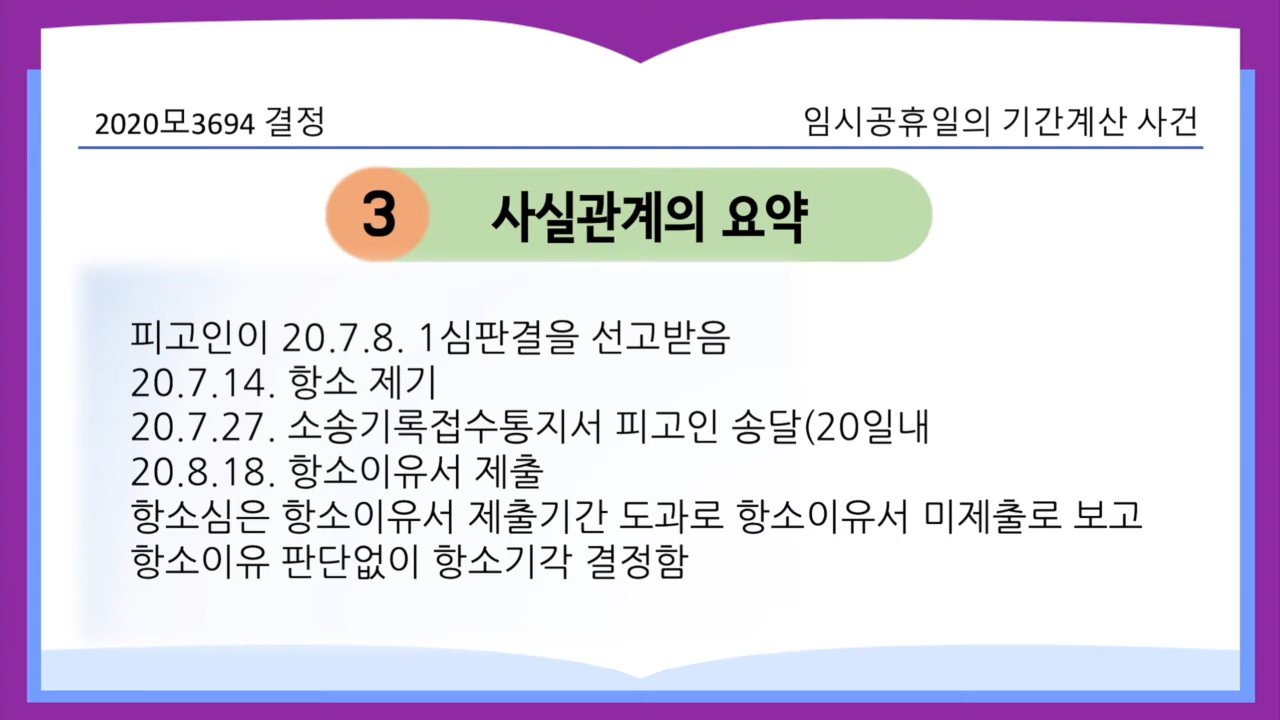 2020모3694 결정
임시공휴일의 기간계산 사건
3 사실관계의 요약
피고인이 20.7.8. 1심판결을 선고받음
20.7.14. 항소 제기
20.7.27. 소송기록접수통지서 피고인 송달(20일내
20.8.18. 항소이유서 제출
항소심은 항소이유서 제출기간 도과로 항소이유서 미제출로 보고
항소이유 판단없이 항소기각 결정함